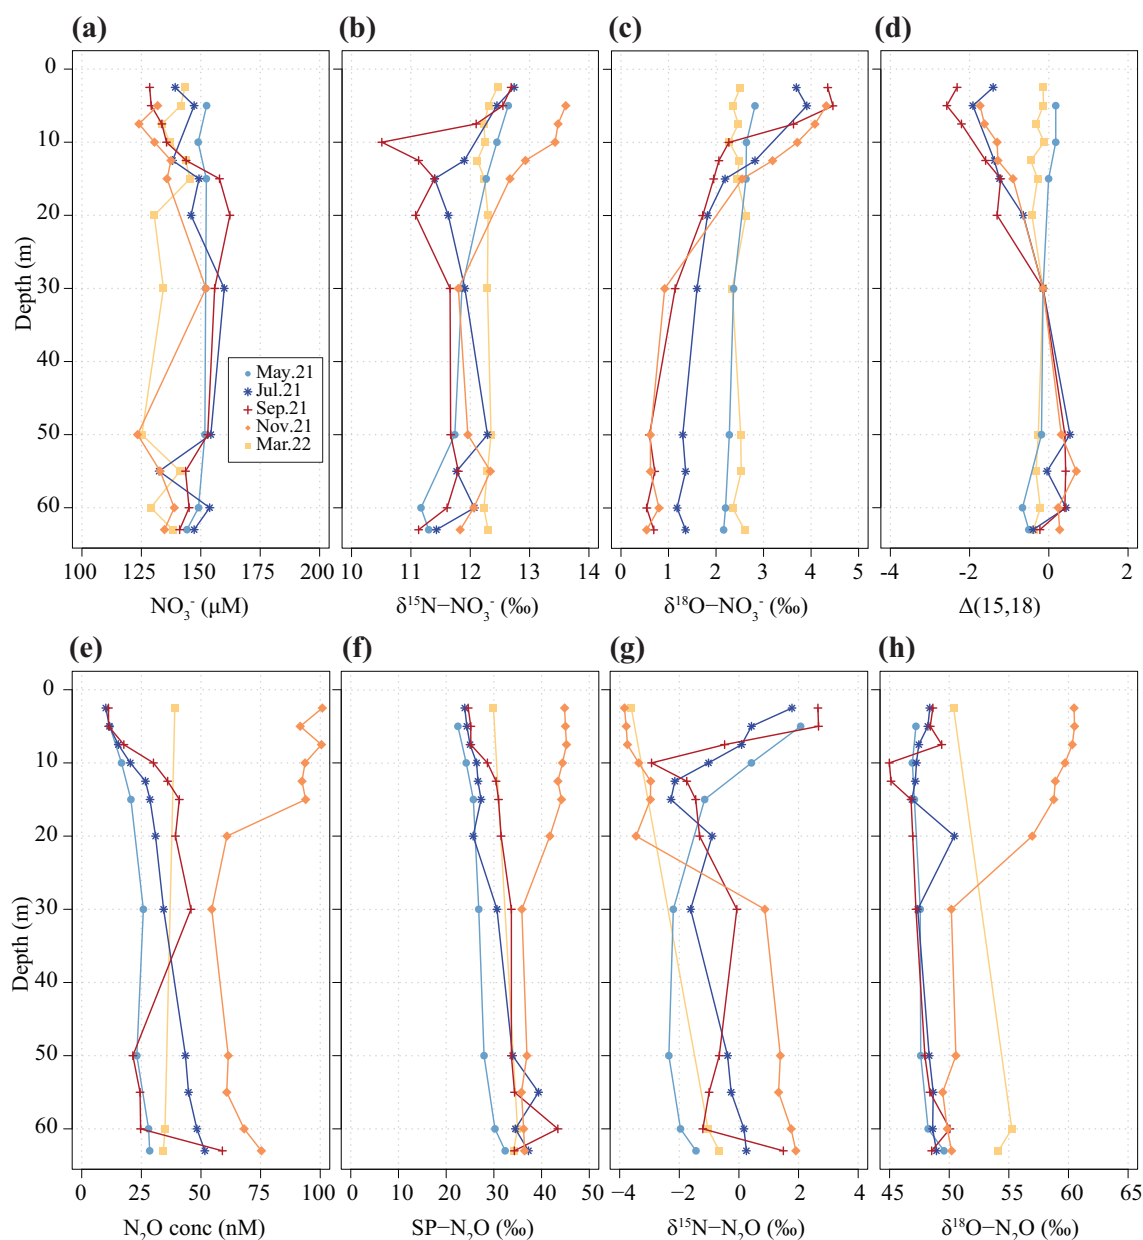 (a) (b) (c) (d)
0
10
20
30
40
50
60
Depth (m)
May.21
Jul.21
Sep.21
Nov.21
Mar.22
100 125 150 175 200
NO₃⁻ (μM)
10 11 12 13 14
δ¹⁵N−NO₃⁻ (‰)
0 1 2 3 4 5
δ¹⁸O−NO₃⁻ (‰)
−4 −2 0 2
Δ(15,18)
(e) (f) (g) (h)
0
10
20
30
40
50
60
Depth (m)
0 25 50 75 100
N₂O conc (nM)
0 10 20 30 40 50
SP−N₂O (‰)
−4 −2 0 2 4
δ¹⁵N−N₂O (‰)
45 50 55 60 65
δ¹⁸O−N₂O (‰)